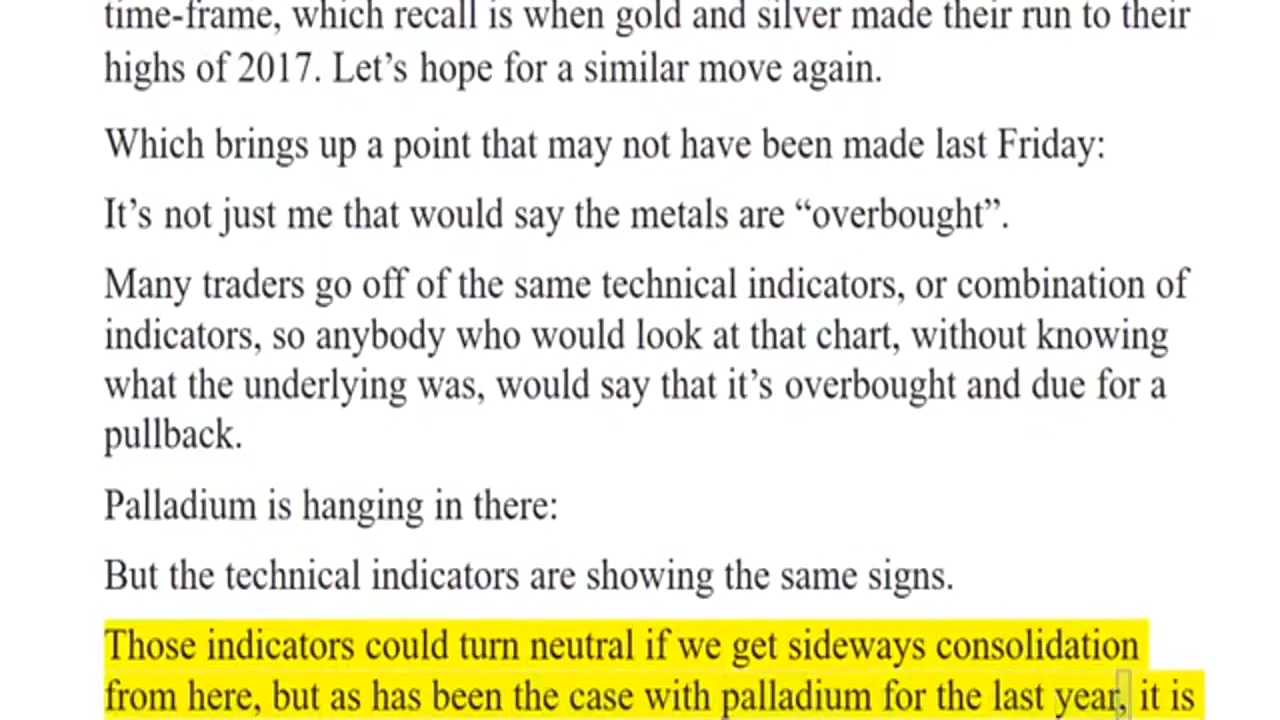 time-frame, which recall is when gold and silver made their run to their
highs of 2017. Let’s hope for a similar move again.
Which brings up a point that may not have been made last Friday:
It’s not just me that would say the metals are “overbought”.
Many traders go off of the same technical indicators, or combination of
indicators, so anybody who would look at that chart, without knowing
what the underlying was, would say that it’s overbought and due for a
pullback.
Palladium is hanging in there:
But the technical indicators are showing the same signs.
Those indicators could turn neutral if we get sideways consolidation
from here, but as has been the case with palladium for the last year, it is